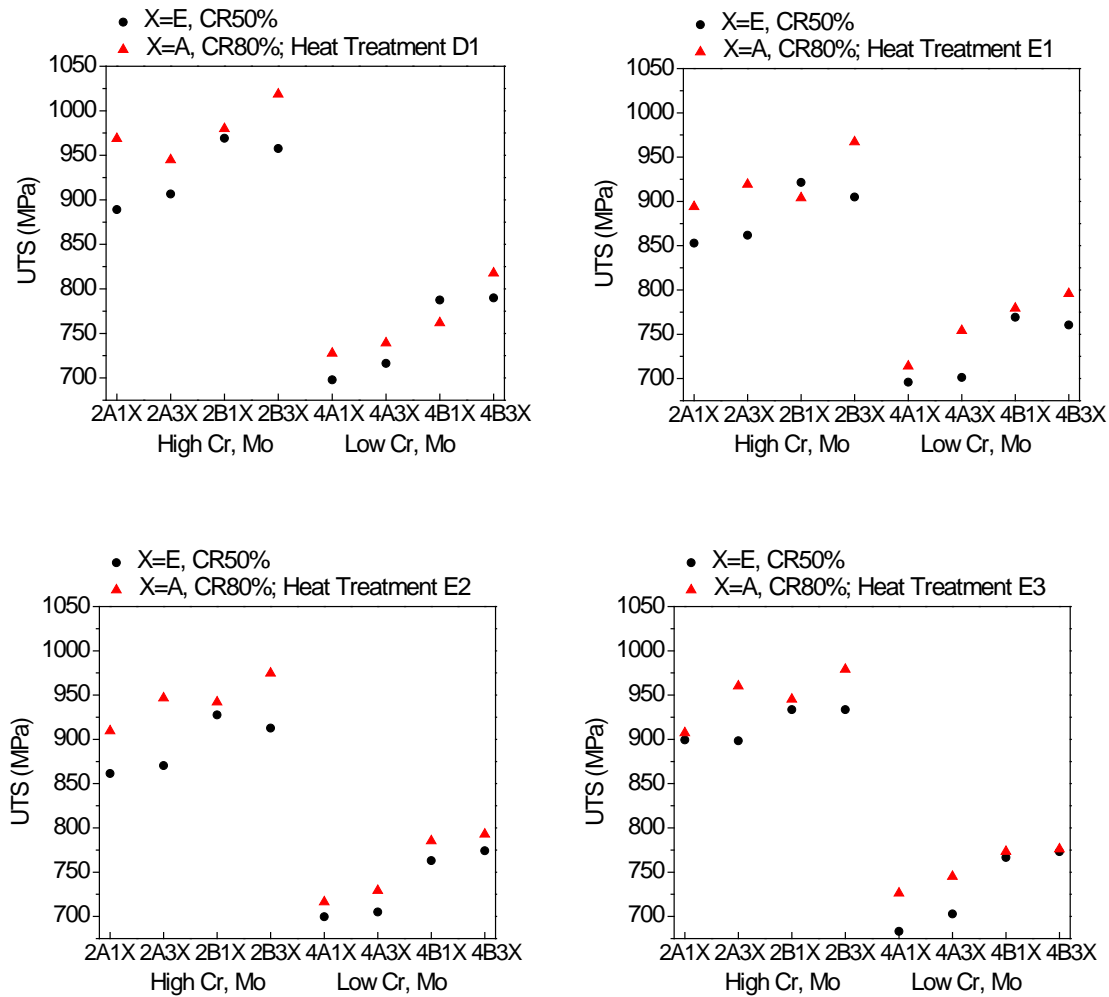 X=E, CR50%
X=A, CR80%; Heat Treatment D1
1050
1000
950
900
850
800
750
700
UTS (MPa)
2A1X 2A3X 2B1X 2B3X 4A1X 4A3X 4B1X 4B3X
High Cr, Mo Low Cr, Mo
X=E, CR50%
X=A, CR80%; Heat Treatment E1
1050
1000
950
900
850
800
750
700
UTS (MPa)
2A1X 2A3X 2B1X 2B3X 4A1X 4A3X 4B1X 4B3X
High Cr, Mo Low Cr, Mo
X=E, CR50%
X=A, CR80%; Heat Treatment E2
1050
1000
950
900
850
800
750
700
UTS (MPa)
2A1X 2A3X 2B1X 2B3X 4A1X 4A3X 4B1X 4B3X
High Cr, Mo Low Cr, Mo
X=E, CR50%
X=A, CR80%; Heat Treatment E3
1050
1000
950
900
850
800
750
700
UTS (MPa)
2A1X 2A3X 2B1X 2B3X 4A1X 4A3X 4B1X 4B3X
High Cr, Mo Low Cr, Mo